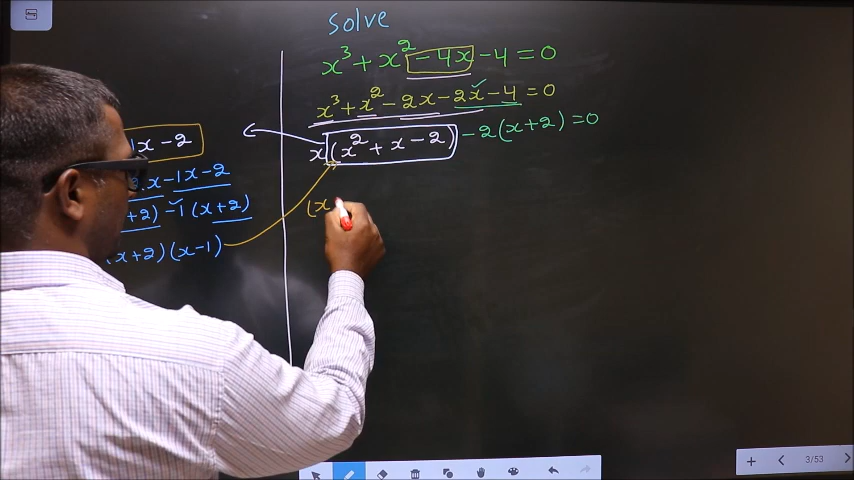 solve
x³ + x² - 4x - 4 = 0
x³ + x² - 2x - 2x - 4 = 0
x (x² + x - 2) - 2 (x + 2) = 0
(x
1x - 2
x - 1x - 2
+ 2) - 1 (x + 2)
x + 2) (x - 1)
3/53